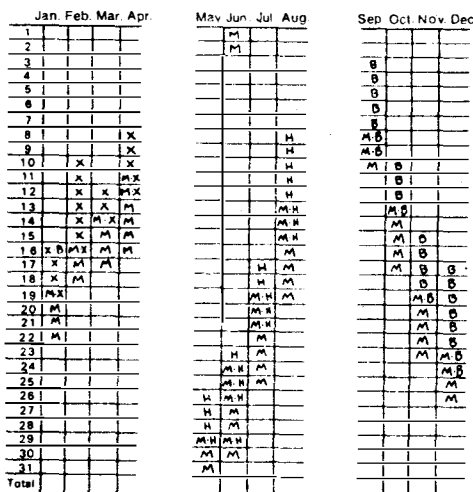 Jan. Feb. Mar. Apr. May Jun. Jul Aug. Sep Oct. Nov. Dec
1 M
2 M
3 B
4 B
5 B
6 B
7 B
8 X H M·B
9 X H M·B
10 X X H M B
11 X M·X H B
12 X X M·X H B
13 X X M M·H M·B
14 X M·X M M·H M
15 X M M M·H M B
16 X B M X M M M M B
17 X M M H M M B B
18 X M H M B B
19 M·X M·H M M·B B
20 M M·H M B
21 M M·H M B
22 M M M B
23 H M M M·B
24 M·H M M·B
25 M·H M M
26 H M·H M
27 H M
28 H M
29 M·H M·H
30 M M
31 M
Total